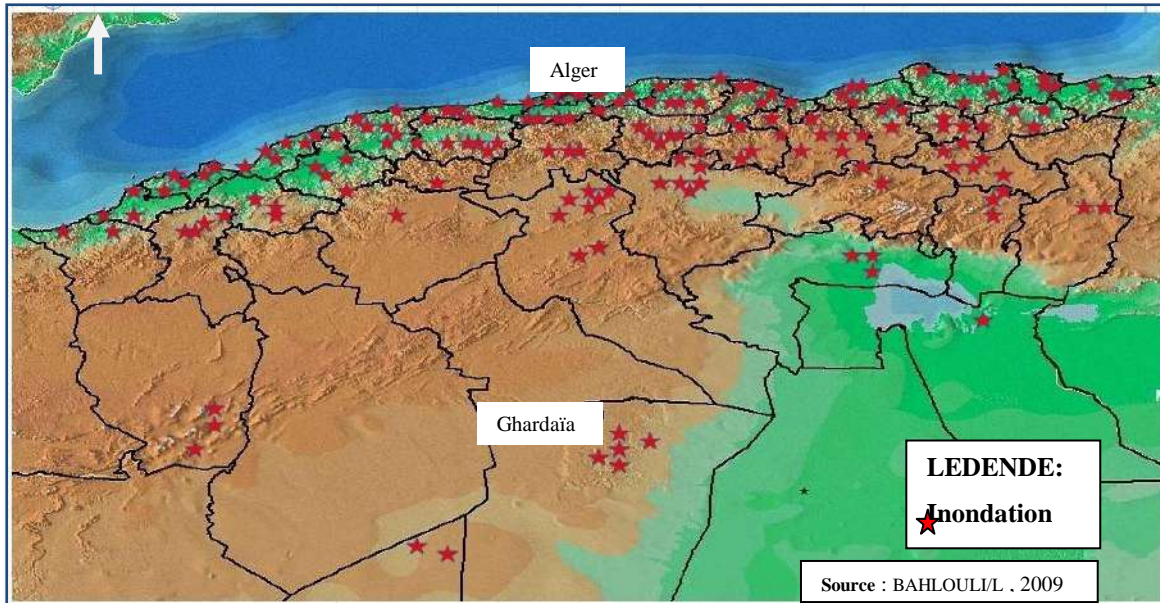 Alger
Ghardaïa
LEDENDE:
Inondation
Source : BAHLOULI/L , 2009